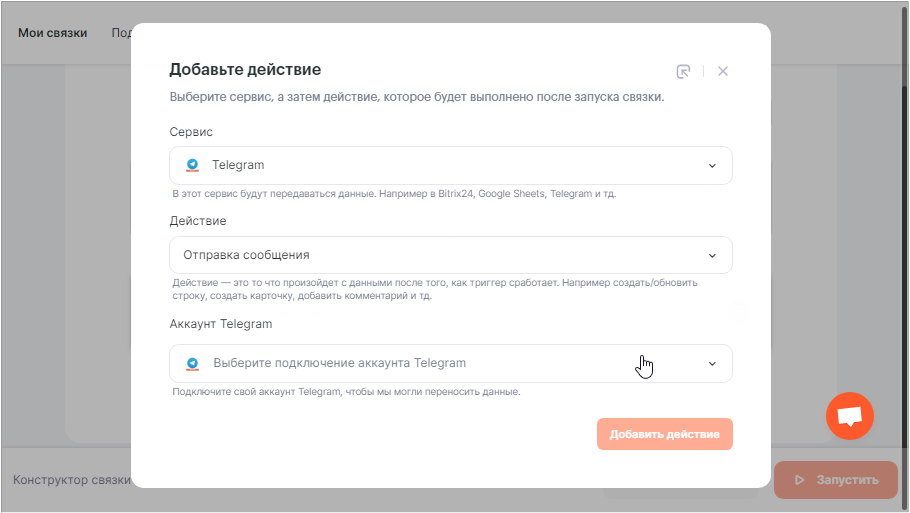 Мои связки
Добавьте действие
Выберите сервис, а затем действие, которое будет выполнено после запуска связки.
Сервис
Telegram
В этот сервис будут передаваться данные. Например в Bitrix24, Google Sheets, Telegram и тд.
Действие
Отправка сообщения
Действие — это то что произойдет с данными после того, как триггер сработает. Например создать/обновить
строку, создать карточку, добавить комментарий и тд.
Аккаунт Telegram
Выберите подключение аккаунта Telegram
Подключите свой аккаунт Telegram, чтобы мы могли переносить данные.
Добавить действие
Конструктор связки
Запустить